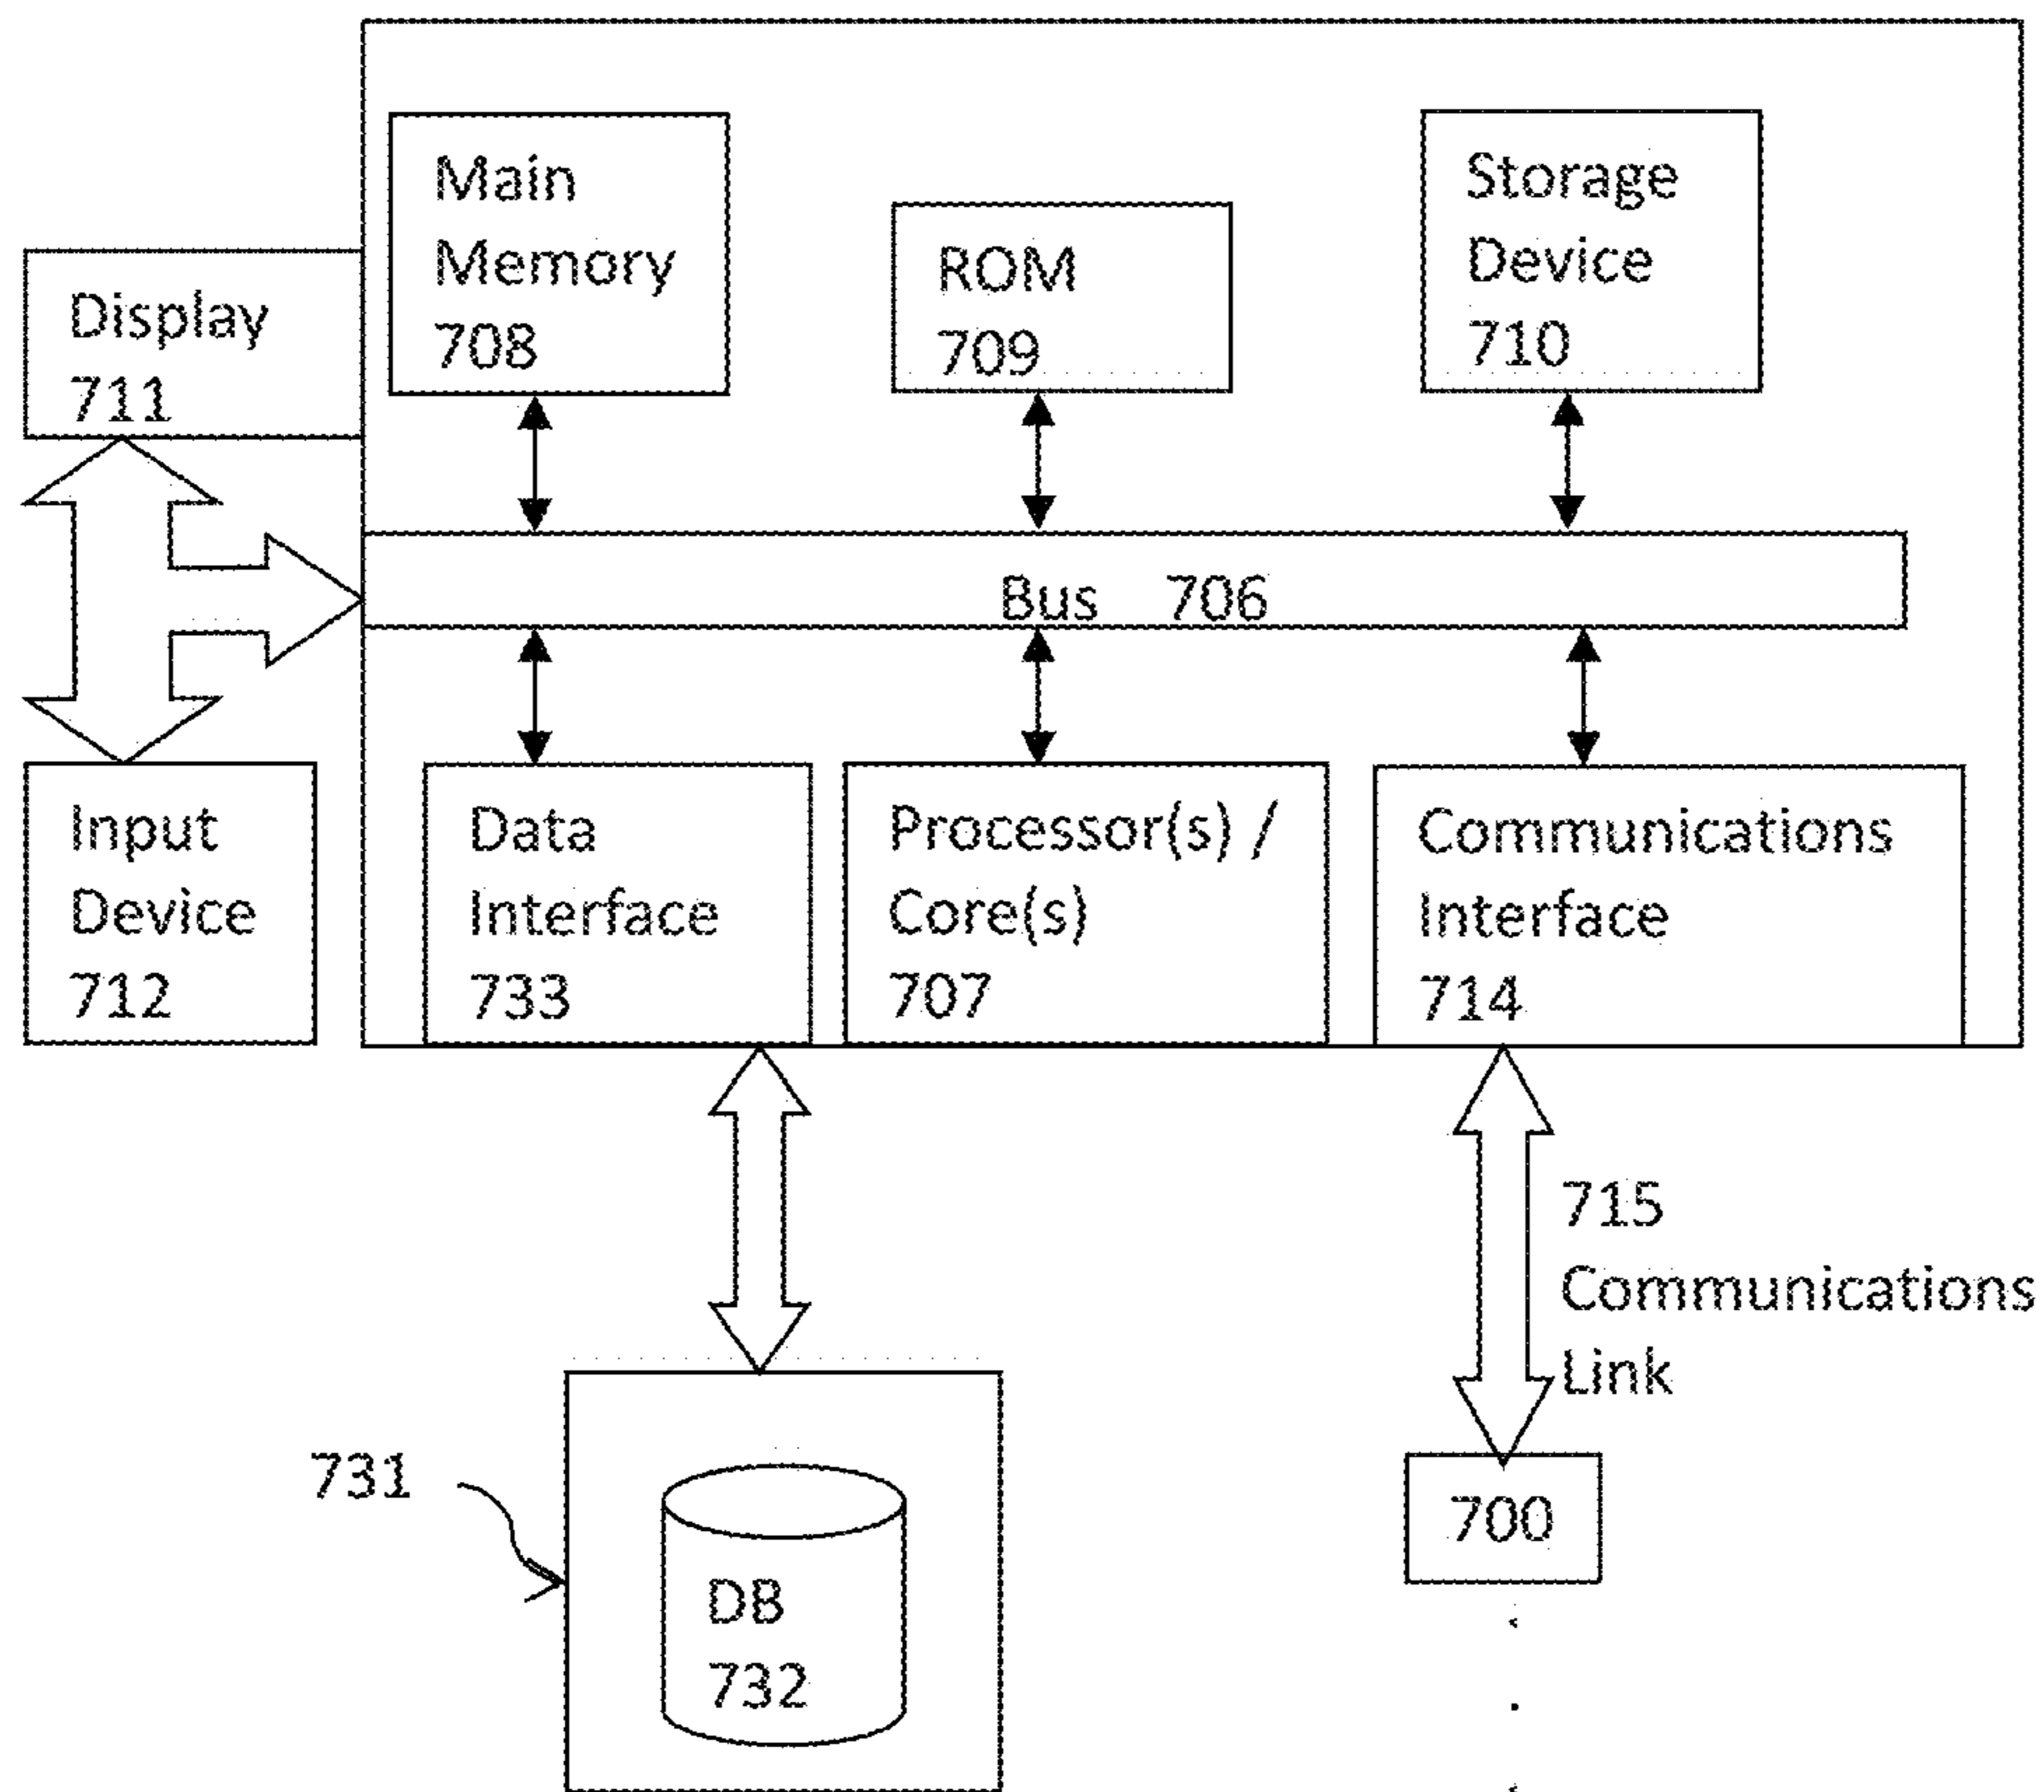 Main
Memory
708
ROM
709
Storage
Device
710
Display
711
Bus 706
Input
Device
712
Data
Interface
733
Processor(s) /
Core(s)
707
Communications
Interface
714
715
Communications
Link
731
700
DB
732